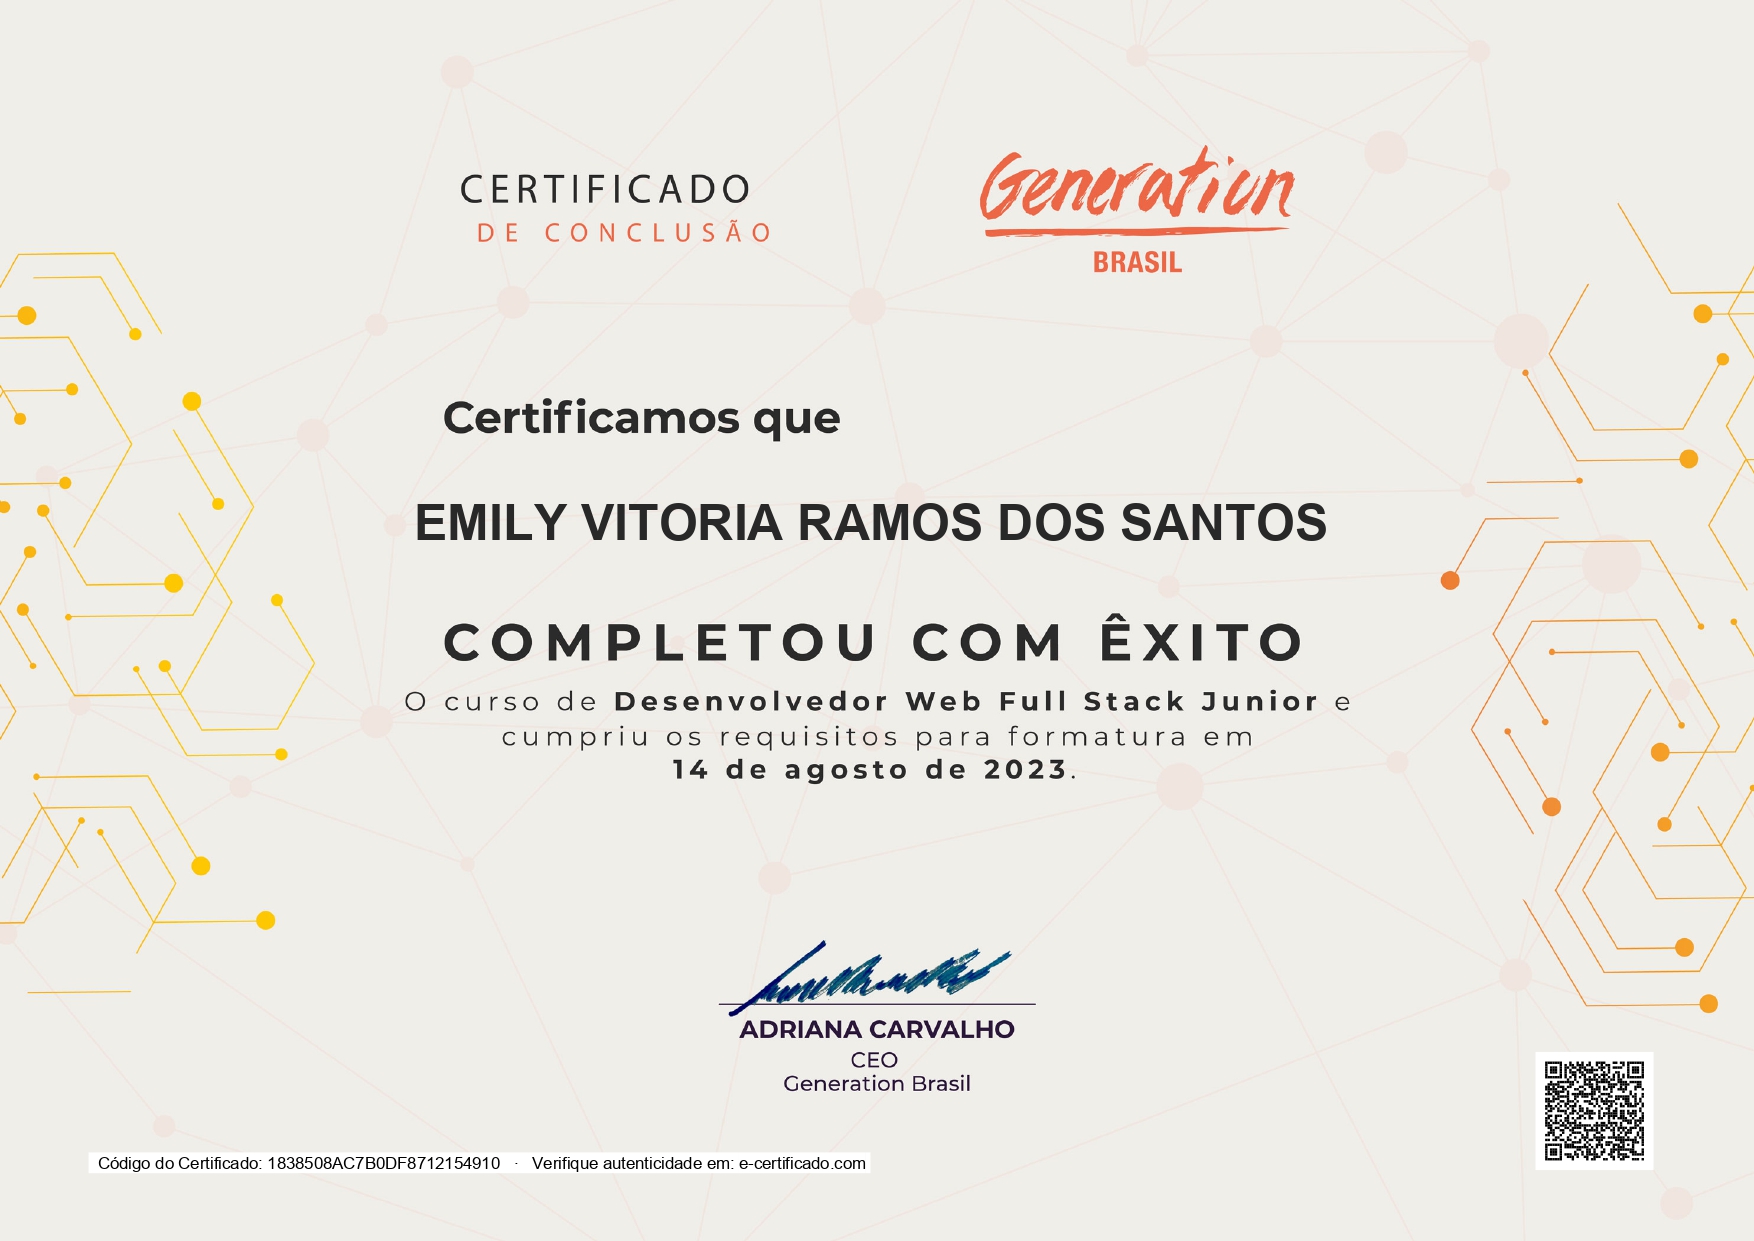 CERTIFICADO
DE CONCLUSÃO
Generation
BRASIL
Certificamos que
EMILY VITORIA RAMOS DOS SANTOS
COMPLETOU COM ÊXITO
O curso de Desenvolvedor Web Full Stack Junior e
cumpriu os requisitos para formatura em
14 de agosto de 2023.
ADRIANA CARVALHO
CEO
Generation Brasil
Código do Certificado: 1838508AC7B0DF8712154910 · Verifique autenticidade em: e-certificado.com